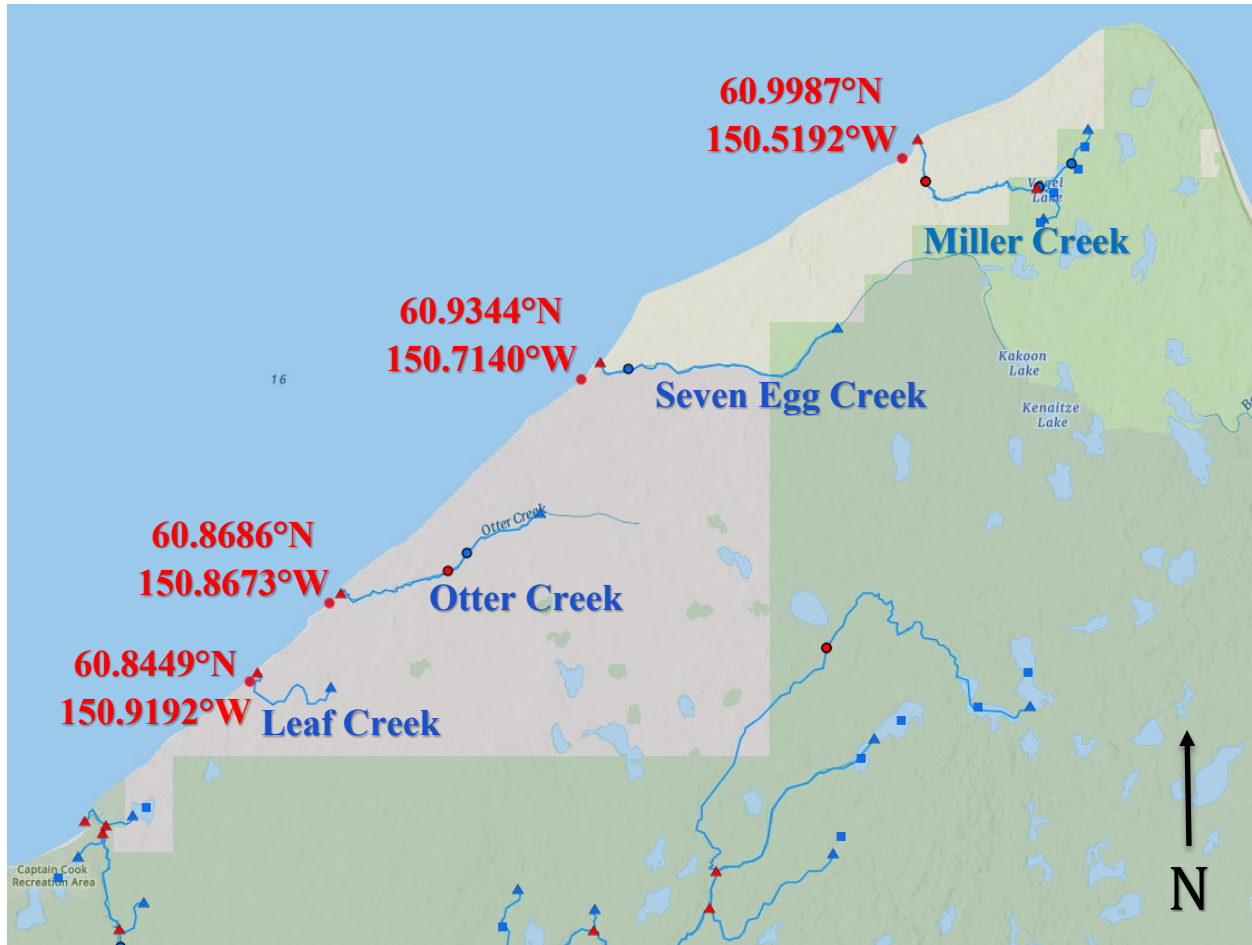 60.9987°N
150.5192°W
Vogel
Lake
Miller Creek
60.9344°N
150.7140°W
Seven Egg Creek
Kakoon
Lake
Kenaitze
Lake
16
Otter Creek
60.8686°N
150.8673°W
Otter Creek
60.8449°N
150.9192°W
Leaf Creek
Captain Cook
Recreation Area
N